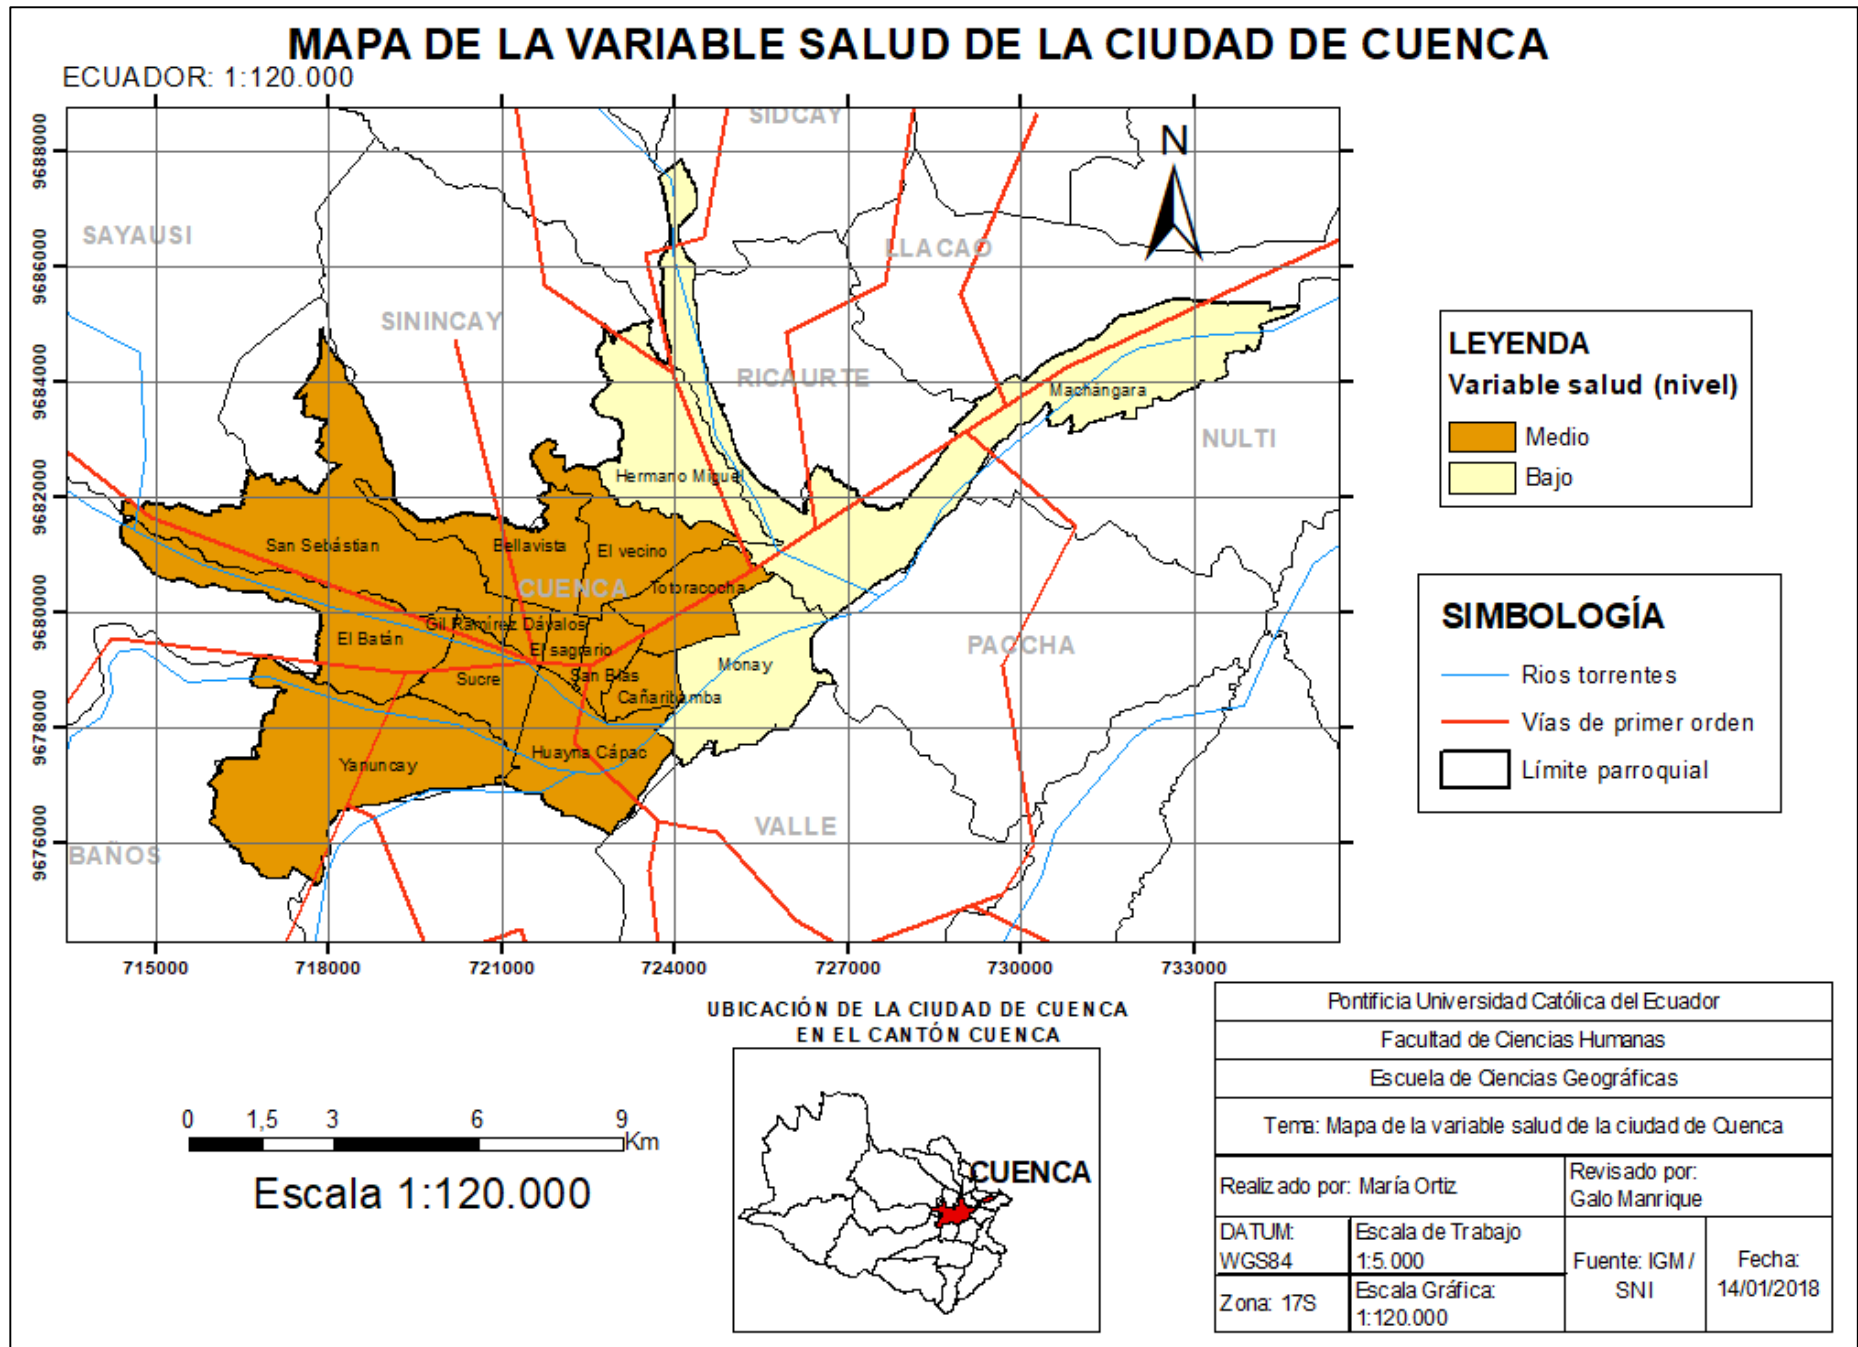 MAPA DE LA VARIABLE SALUD DE LA CIUDAD DE CUENCA
ECUADOR: 1:120.000
9688000
9686000
9684000
9682000
9680000
9678000
9676000
SIDCAY
N
SAYAUSI
LLACAO
SININCAY
RICAURTE
Machángara
NULTI
Hermano Miguel
San Sebástian
Bellavista
El vecino
CUENCA
Totoracocha
Gil Ramírez Dávalos
El Batán
El sagrario
PACCHA
Monay
Sucre
San Blas
Cañaribamba
Huayna Cápac
Yanuncay
VALLE
BAÑOS
715000
718000
721000
724000
727000
730000
733000
LEYENDA
Variable salud (nivel)
Medio
Bajo
SIMBOLOGÍA
Rios torrentes
Vías de primer orden
Límite parroquial
UBICACIÓN DE LA CIUDAD DE CUENCA
EN EL CANTÓN CUENCA
CUENCA
0 1,5 3 6 9
Km
Escala 1:120.000
Pontificia Universidad Católica del Ecuador
Facultad de Ciencias Humanas
Escuela de Ciencias Geográficas
Tema: Mapa de la variable salud de la ciudad de Cuenca
Realizado por: María Ortiz
Revisado por:
Galo Manrique
DATUM:
WGS84
Escala de Trabajo
1:5.000
Zona: 17S
Escala Gráfica:
1:120.000
Fuente: IGM /
SNI
Fecha:
14/01/2018